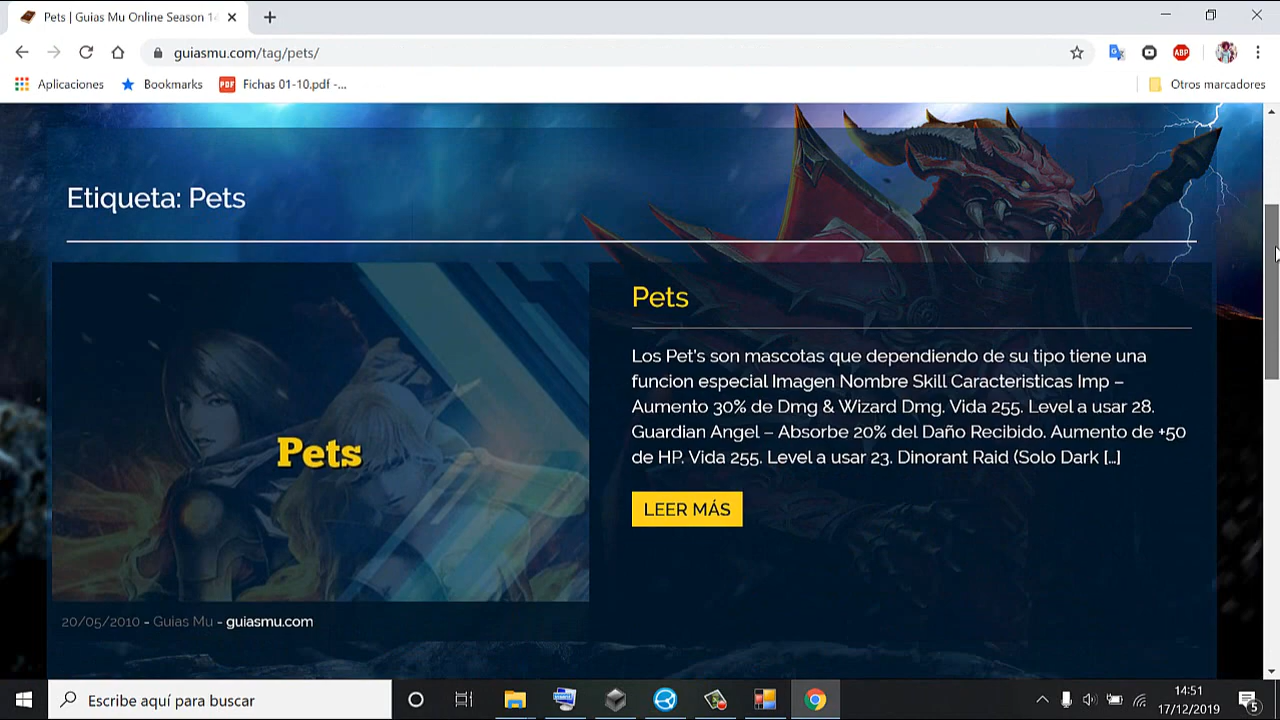 Pets | Guias Mu Online Season 14
guiasmu.com/tag/pets/
ABP
Aplicaciones
Bookmarks
PDF
Fichas 01-10.pdf -...
Otros marcadores
Etiqueta: Pets
Pets
Pets
Los Pet's son mascotas que dependiendo de su tipo tiene una
funcion especial Imagen Nombre Skill Caracteristicas Imp –
Aumento 30% de Dmg & Wizard Dmg. Vida 255. Level a usar 28.
Guardian Angel – Absorbe 20% del Daño Recibido. Aumento de +50
de HP. Vida 255. Level a usar 23. Dinorant Raid (Solo Dark [...]
LEER MÁS
20/05/2010 - Guias Mu - guiasmu.com
Escribe aquí para buscar
14:51
17/12/2019
5